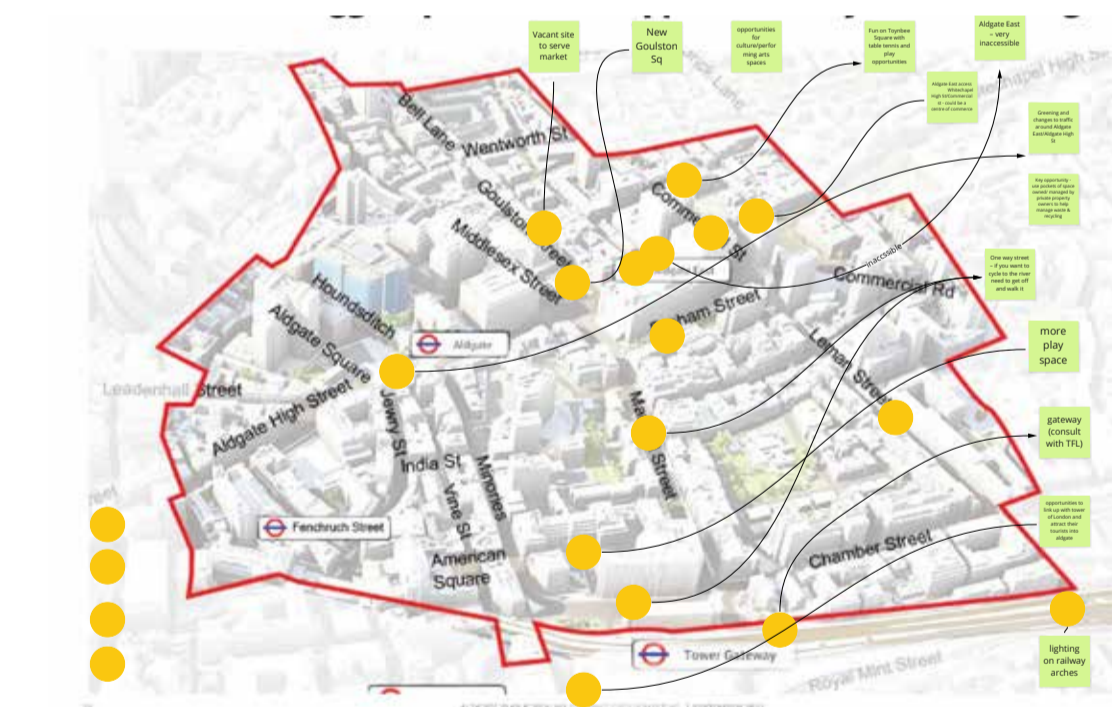 Vacant site
to serve
market
New
Goulston
Sq
opportunities
for
culture/perfor
ming arts
spaces
Fun on Toynbee
Square with
table tennis and
play
opportunities
Aldgate East
– very
inaccessible
Aldgate East access
Whitechapel
High St/Commercial
st - could be a
centre of commerce
Greening and
changes to traffic
around Aldgate
East/Aldgate High
St
Key opportunity -
use pockets of space
owned/ managed by
private property
owners to help
manage waste &
recycling
One way street
– if you want to
cycle to the river
need to get off
and walk it
more
play
space
gateway
(consult
with TFL)
opportunities to
link up with tower
of London and
attract their
tourists into
aldgate
lighting
on railway
arches
inaccssible
Bell Lane
Wentworth St
Goulston Street
Middlesex Street
Houndsditch
Aldgate Square
Aldgate
Leadenhall Street
Aldgate High Street
Jewry St
India St
Vine St
Minories
Fenchruch Street
American
Square
St
Commercial Rd
Leman Street
Street
Chamber Street
Tower Gateway
Royal Mint Street
High
Lane